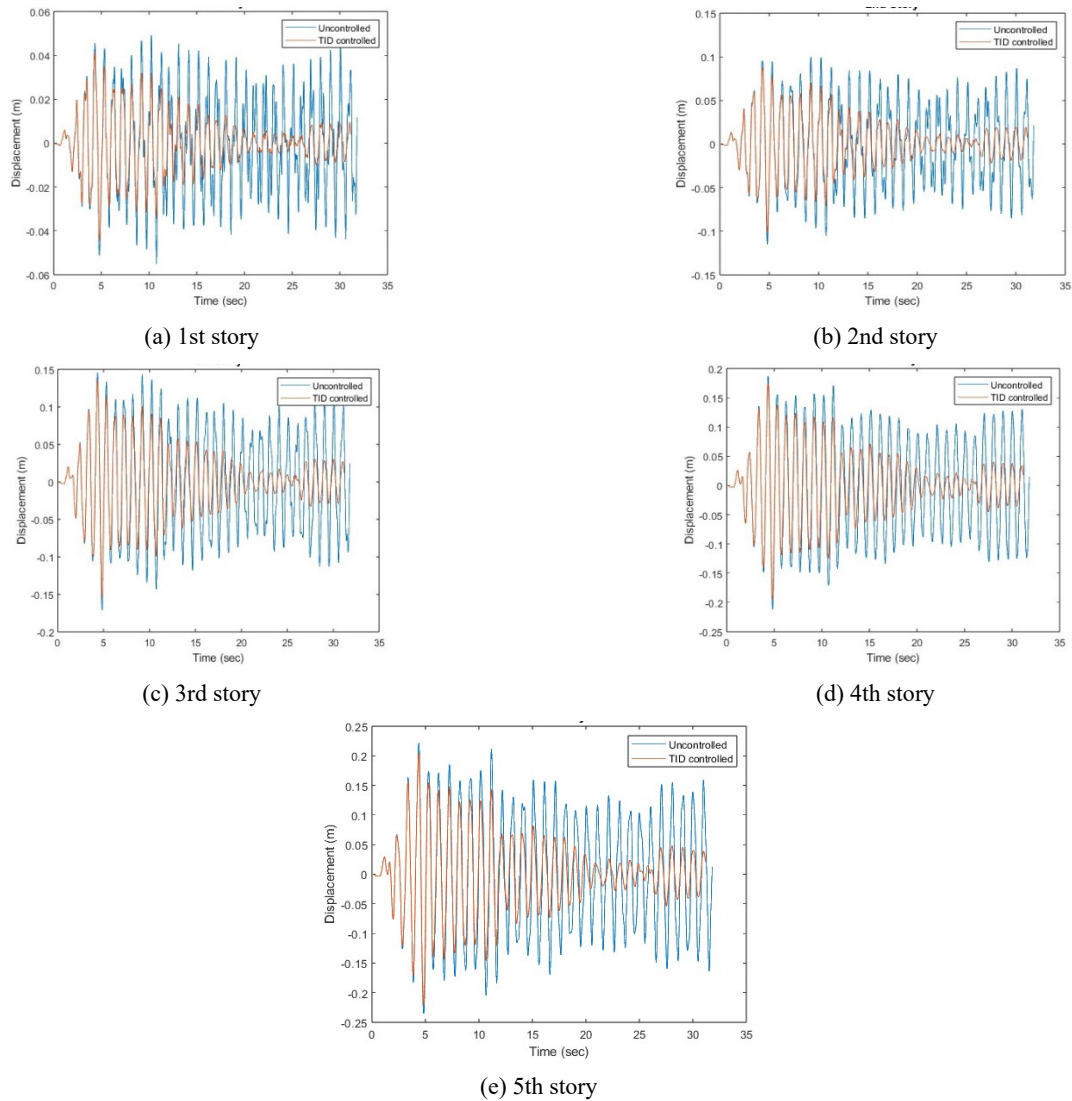 0.06
0.04
0.02
0
-0.02
-0.04
-0.06
Displacement (m)
0 5 10 15 20 25 30 35
Time (sec)
Uncontrolled
TID controlled
(a) 1st story
0.15
0.1
0.05
0
-0.05
-0.1
-0.15
Displacement (m)
0 5 10 15 20 25 30 35
Time (sec)
Uncontrolled
TID controlled
(b) 2nd story
0.15
0.1
0.05
0
-0.05
-0.1
-0.15
-0.2
Displacement (m)
0 5 10 15 20 25 30 35
Time (sec)
Uncontrolled
TID controlled
(c) 3rd story
0.2
0.15
0.1
0.05
0
-0.05
-0.1
-0.15
-0.2
-0.25
Displacement (m)
0 5 10 15 20 25 30 35
Time (sec)
Uncontrolled
TID controlled
(d) 4th story
0.25
0.2
0.15
0.1
0.05
0
-0.05
-0.1
-0.15
-0.2
-0.25
Displacement (m)
0 5 10 15 20 25 30 35
Time (sec)
Uncontrolled
TID controlled
(e) 5th story